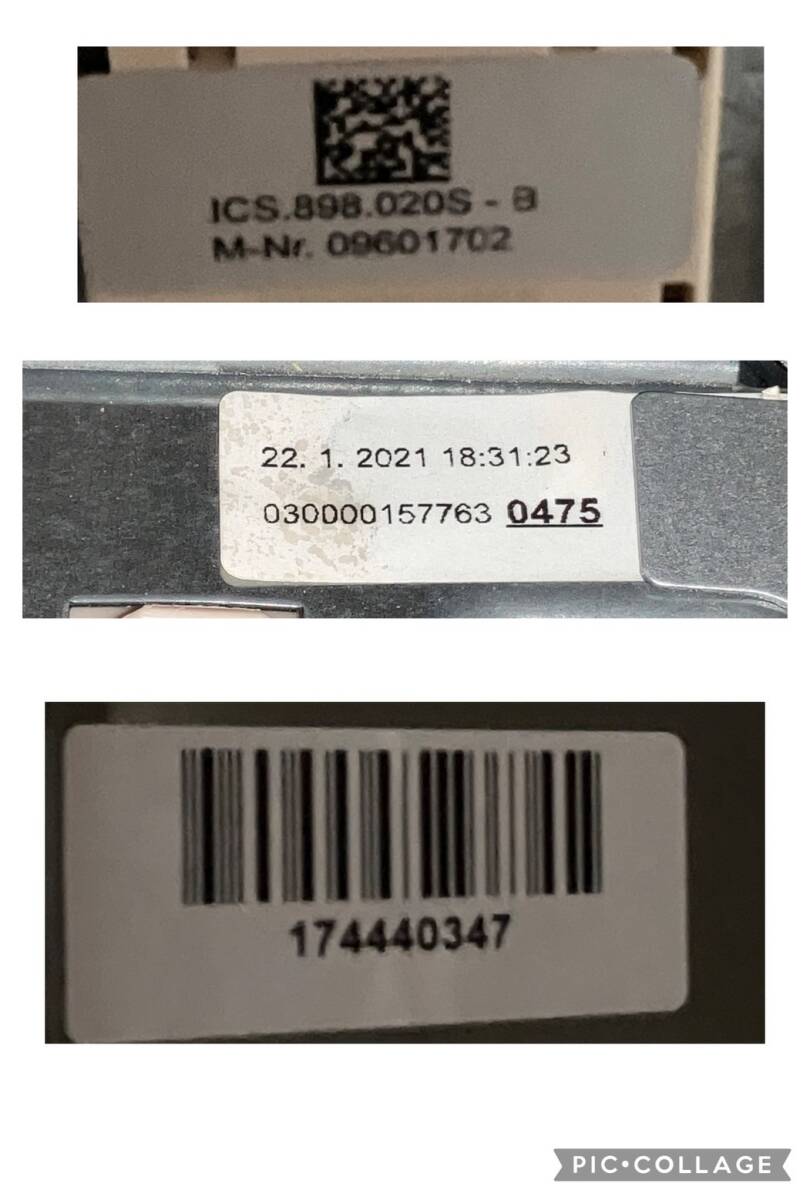 ICS.898.020S - B
M-Nr. 09601702
22. 1. 2021 18:31:23
030000157763 0475
174440347
PIC•COLLAGE